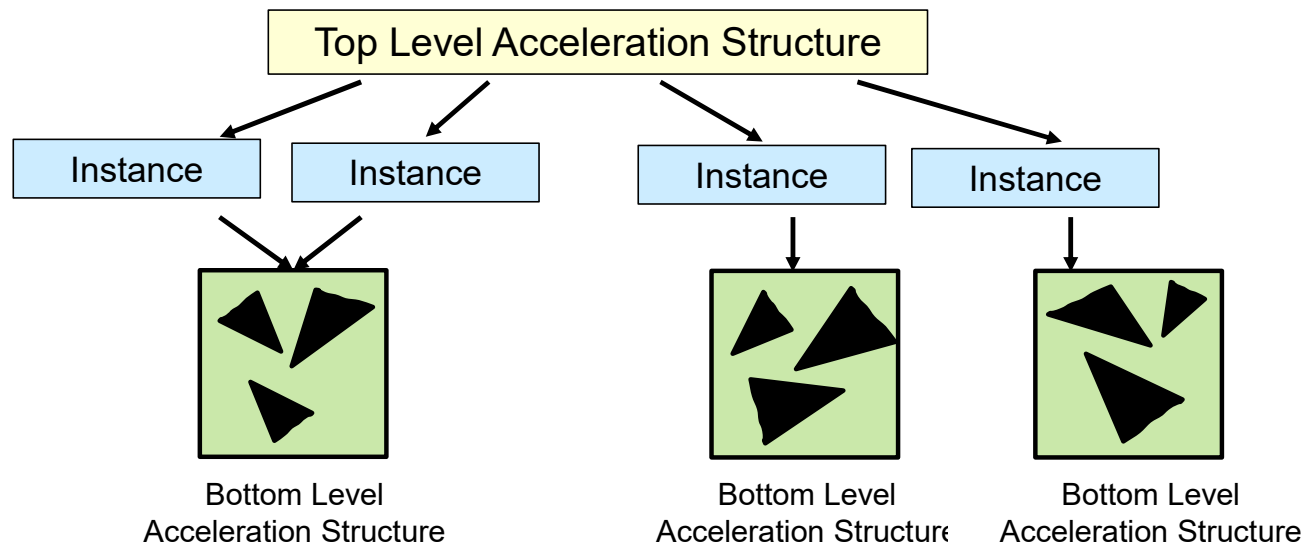 Top Level Acceleration Structure
Instance
Instance
Instance
Instance
Bottom Level
Acceleration Structure
Bottom Level
Acceleration Structure
Bottom Level
Acceleration Structure